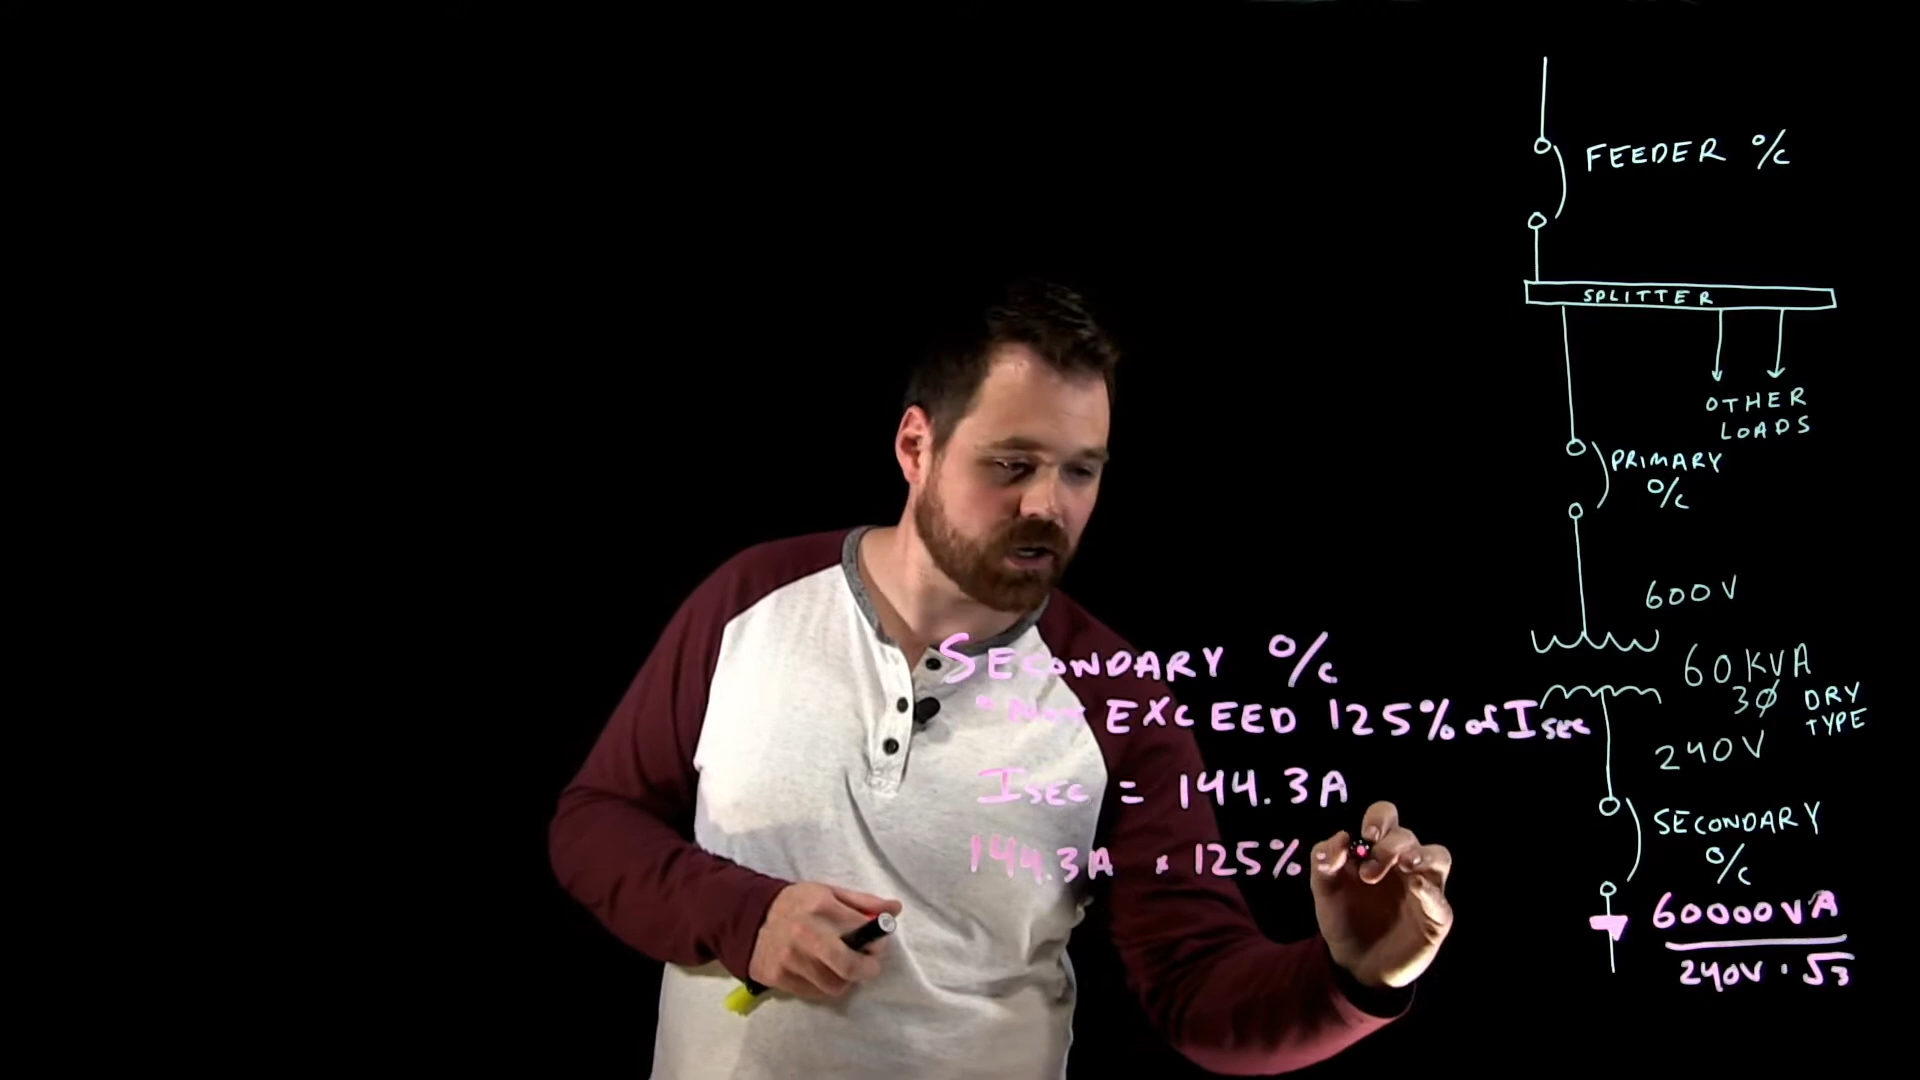 FEEDER O/C
SPLITTER
OTHER
LOADS
PRIMARY
O/C
600V
60KVA
3Ø DRY
TYPE
240V
SECONDARY
O/C
60000VA
240V · √3
SECONDARY O/C
EXCEED 125% of Isec
ISEC = 144.3A
144.3A × 125% =